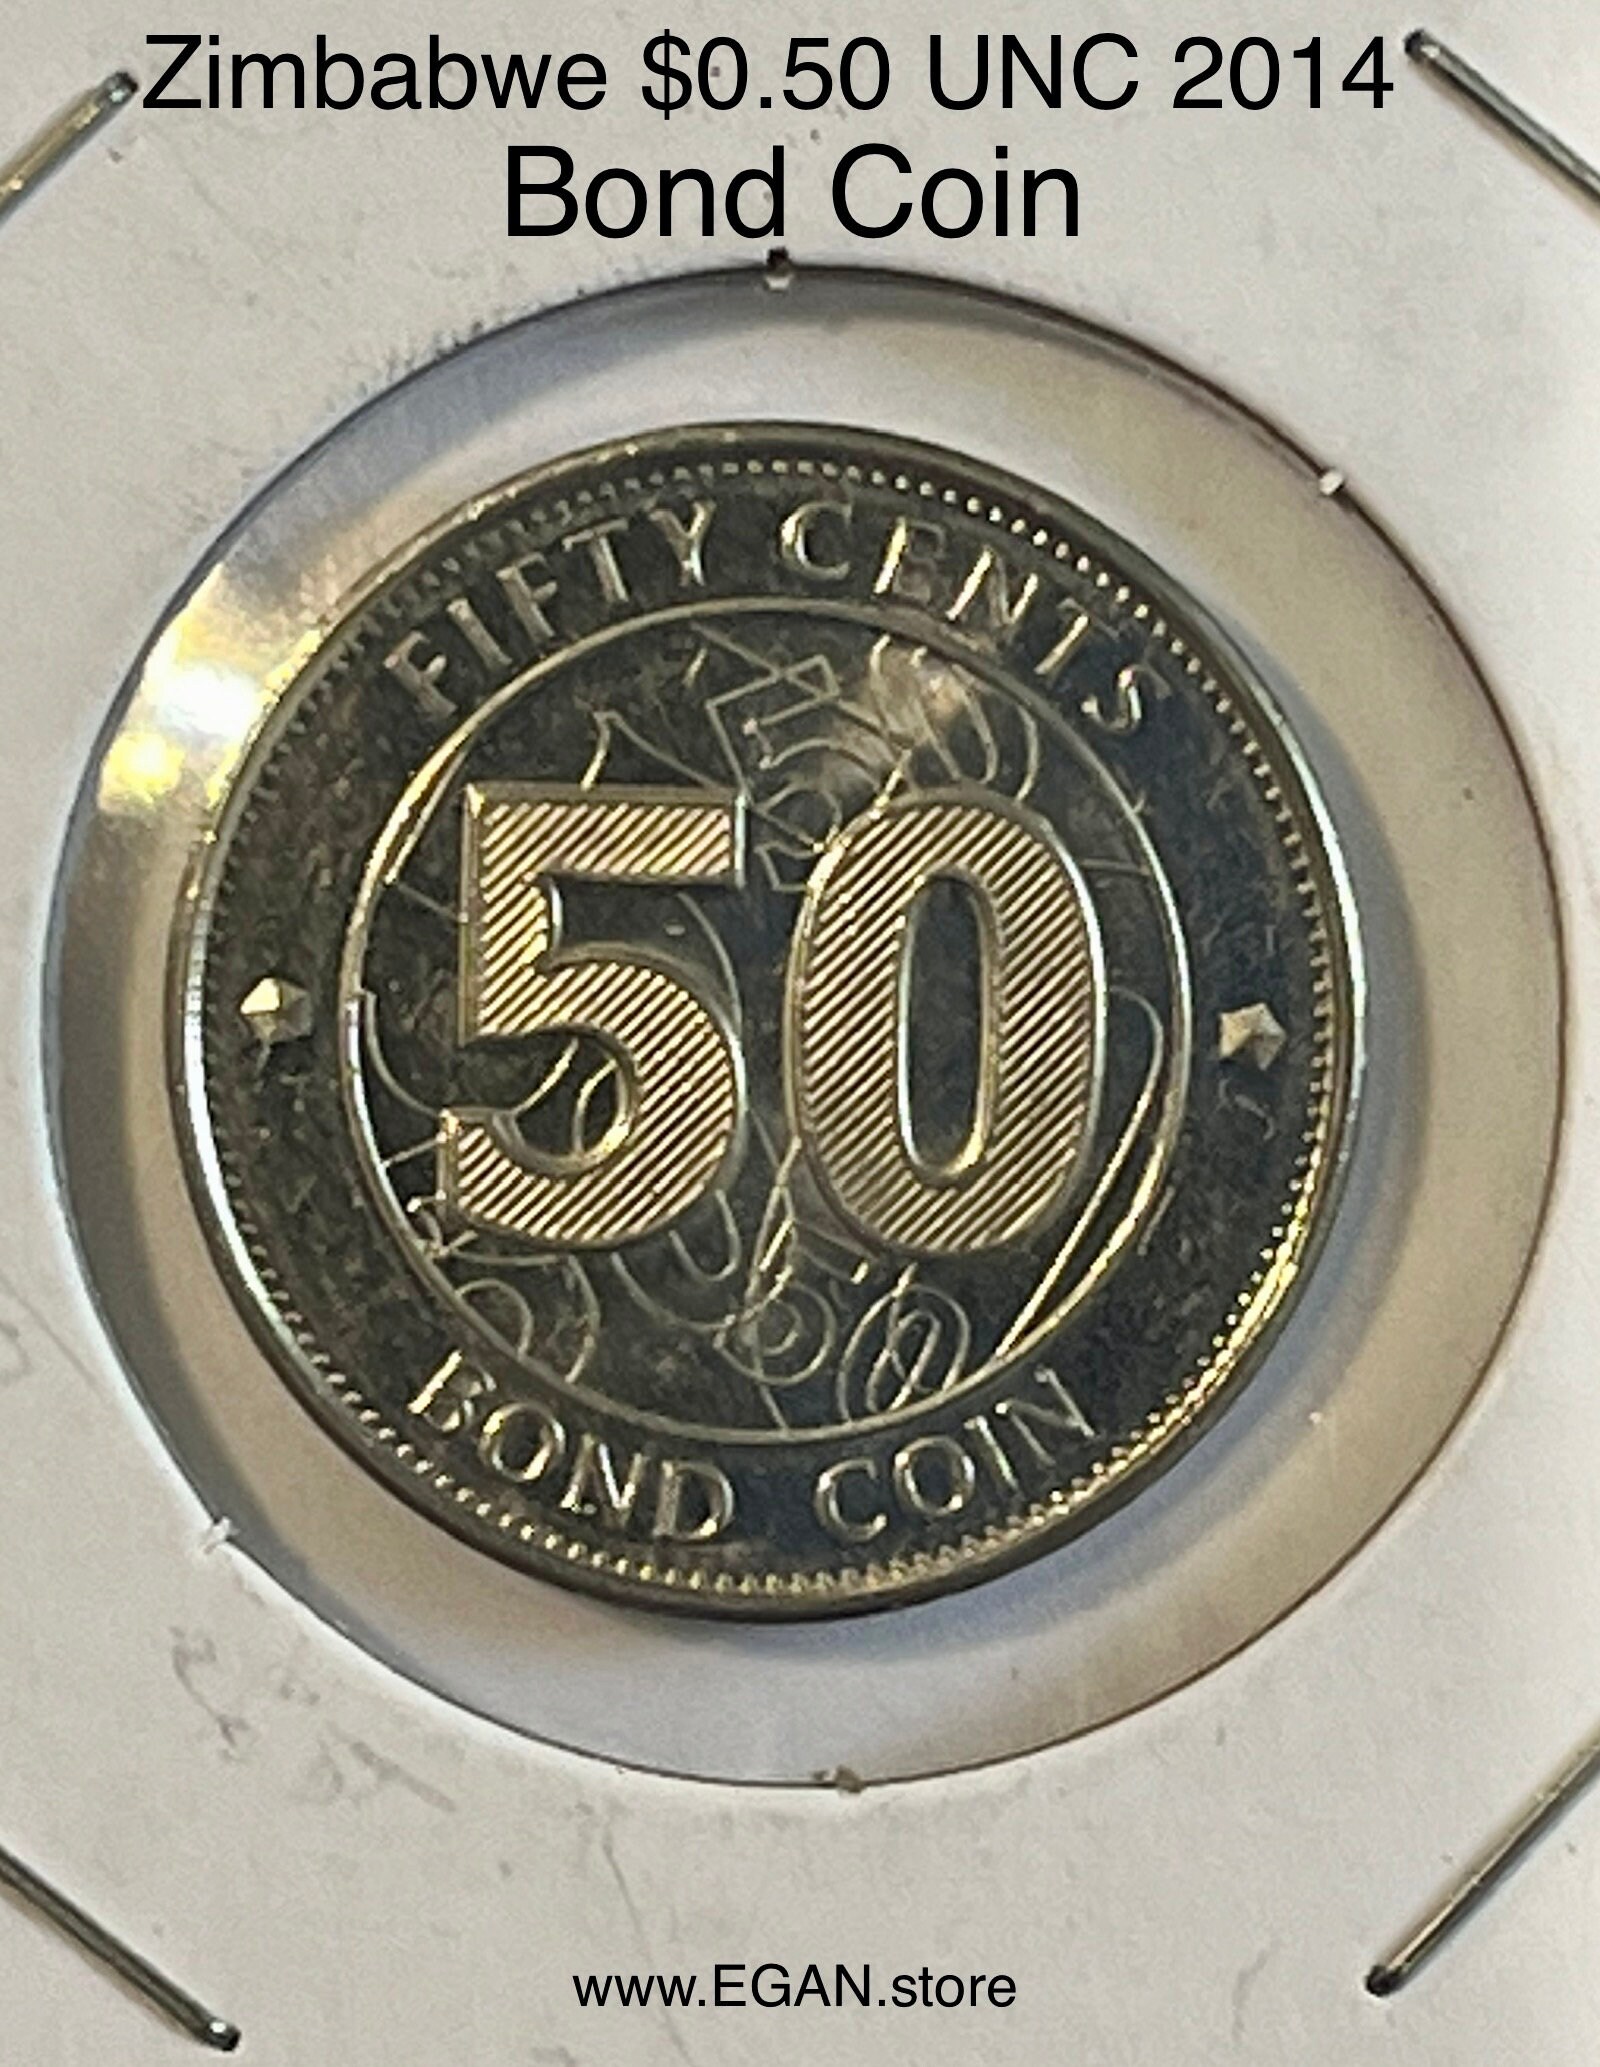 Zimbabwe $0.50 UNC 2014
Bond Coin
FIFTY CENTS
50
BOND COIN
www.EGAN.store